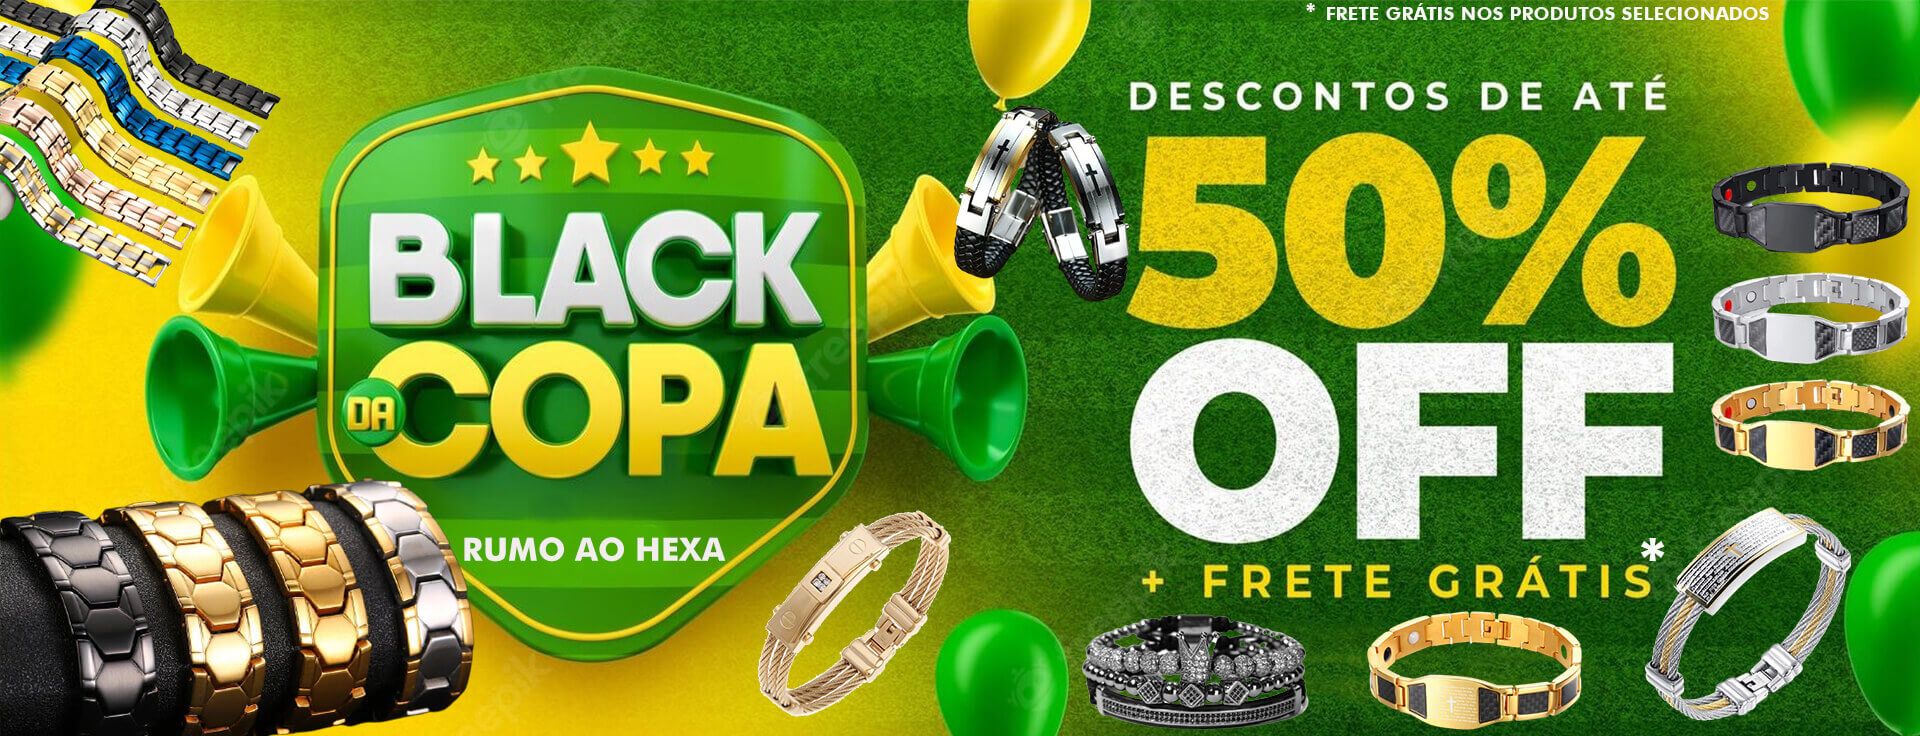 * FRETE GRÁTIS NOS PRODUTOS SELECIONADOS
BLACK
DA COPA
RUMO AO HEXA
DESCONTOS DE ATÉ
50%
OFF
+ FRETE GRÁTIS*